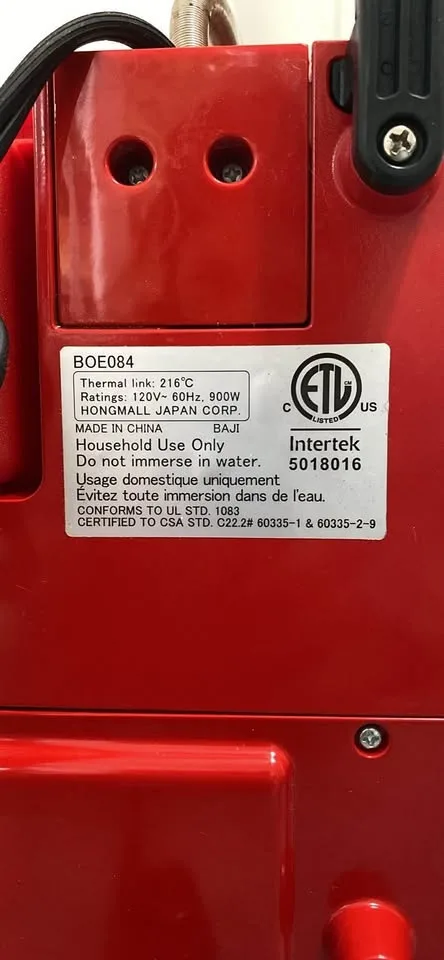 BOE084
Thermal link: 216℃
Ratings: 120V~ 60Hz, 900W
HONGMALL JAPAN CORP.
MADE IN CHINA BAJI
Household Use Only
Do not immerse in water.
Usage domestique uniquement
Évitez toute immersion dans de l'eau.
CONFORMS TO UL STD. 1083
CERTIFIED TO CSA STD. C22.2# 60335-1 & 60335-2-9
ETL CM
LISTED
C US
Intertek
5018016